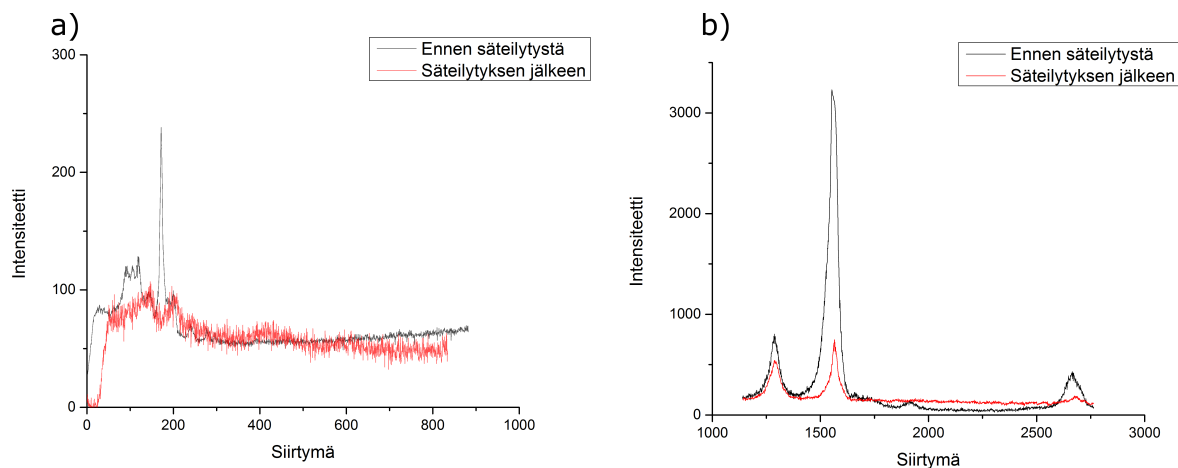 a)
Ennen säteilytystä
Säteilytyksen jälkeen
300
200
100
0
Intensiteetti
0 200 400 600 800 1000
Siirtymä
b)
Ennen säteilytystä
Säteilytyksen jälkeen
3000
2000
1000
0
Intensiteetti
1000 1500 2000 2500 3000
Siirtymä